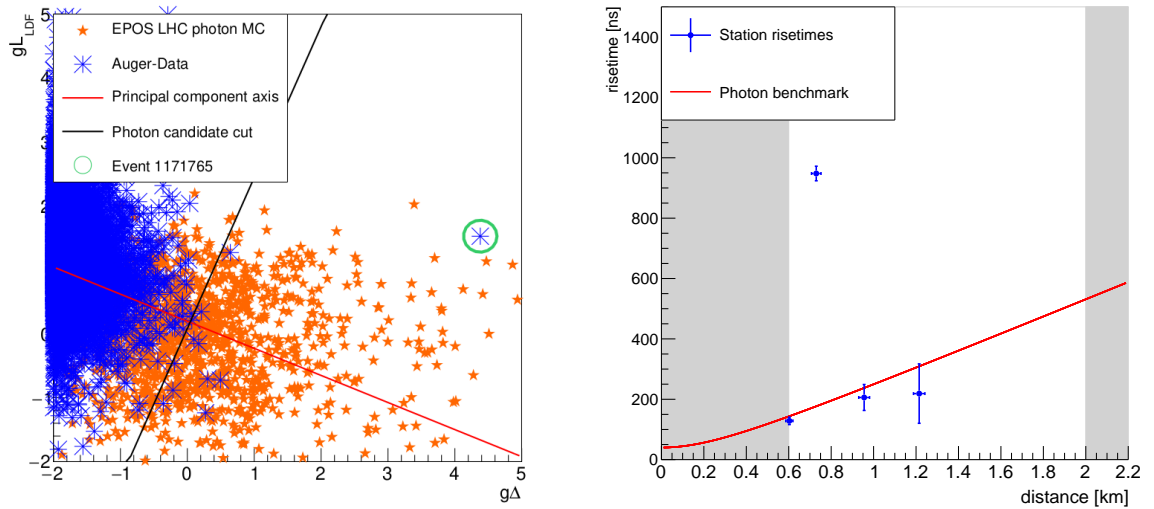 gL_LDF
5
4
3
2
1
0
−1
−2
EPOS LHC photon MC
Auger-Data
Principal component axis
Photon candidate cut
Event 1171765
−2 −1 0 1 2 3 4 5
gΔ
risetime [ns]
1400
1200
1000
800
600
400
200
0
Station risetimes
Photon benchmark
0 0.2 0.4 0.6 0.8 1 1.2 1.4 1.6 1.8 2 2.2
distance [km]